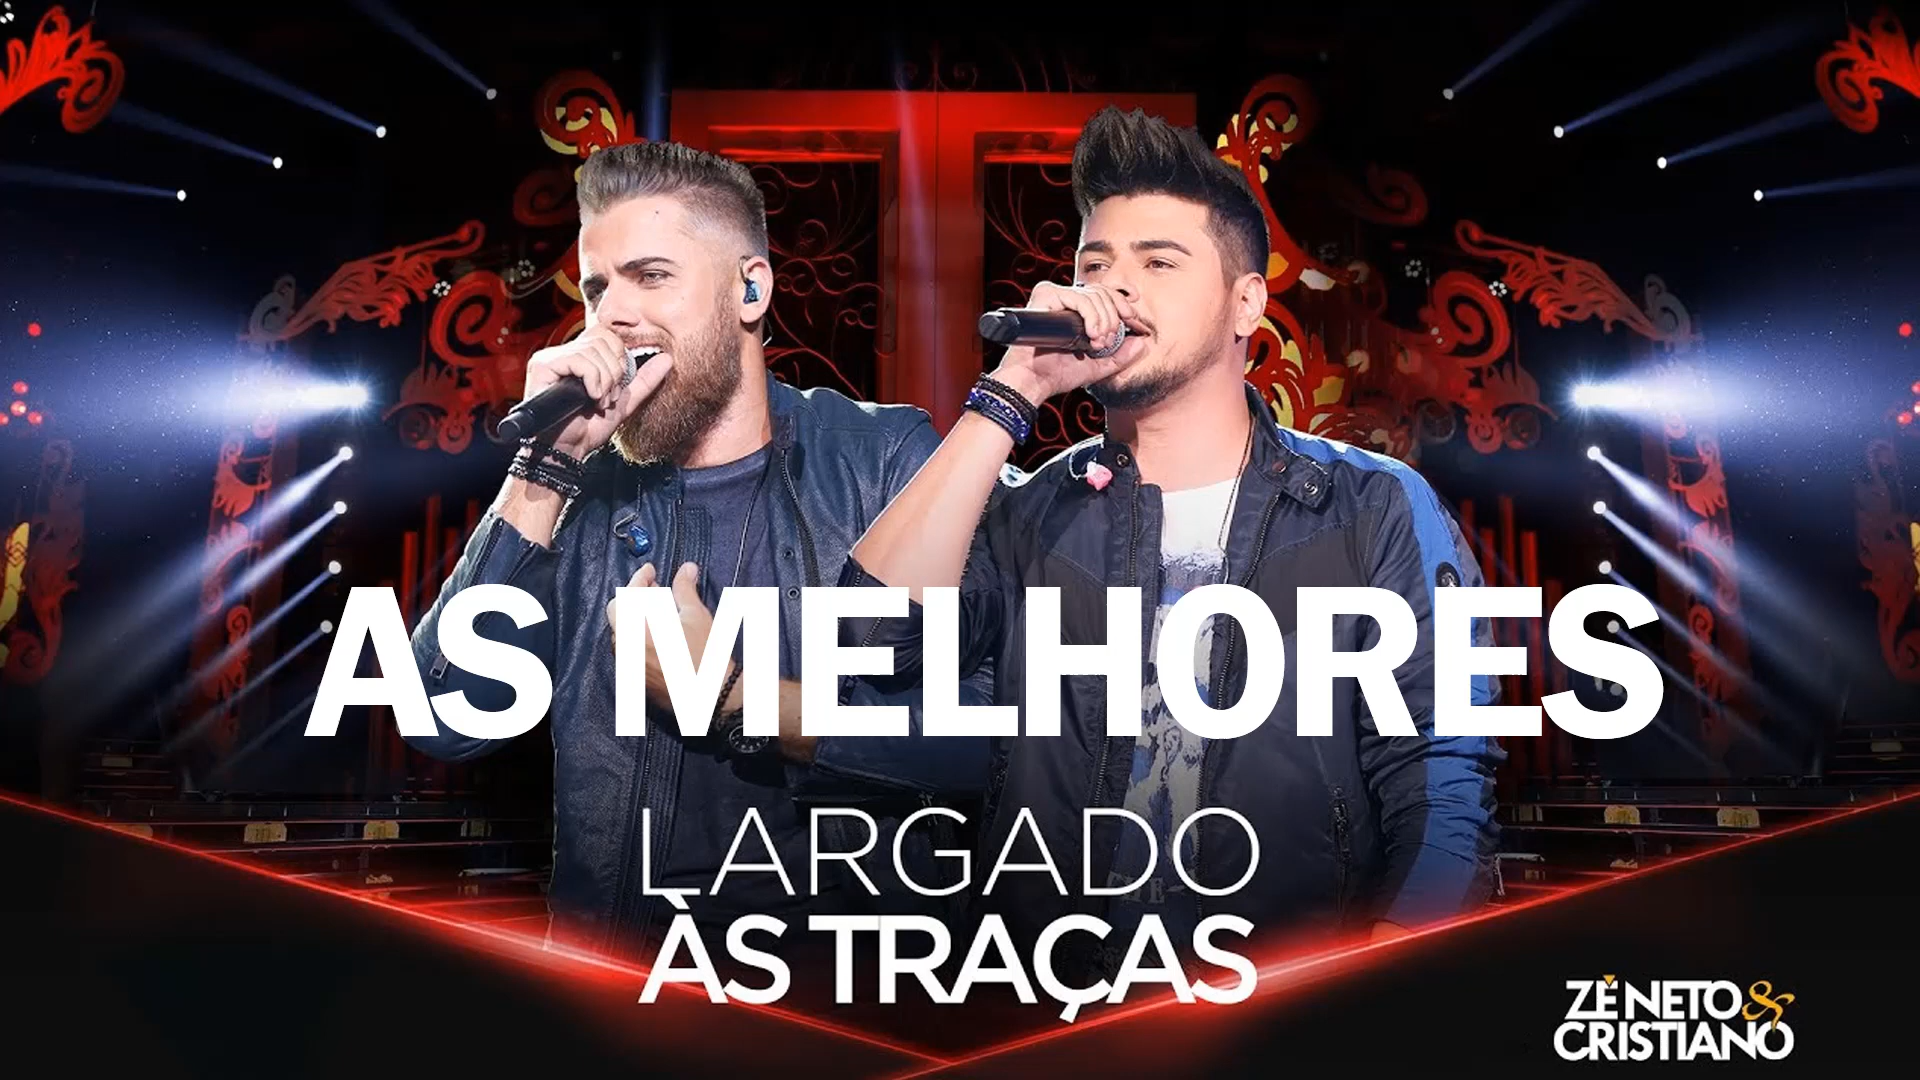 AS MELHORES
LARGADO
ÀS TRAÇAS
ZÉ NETO &
CRISTIANO